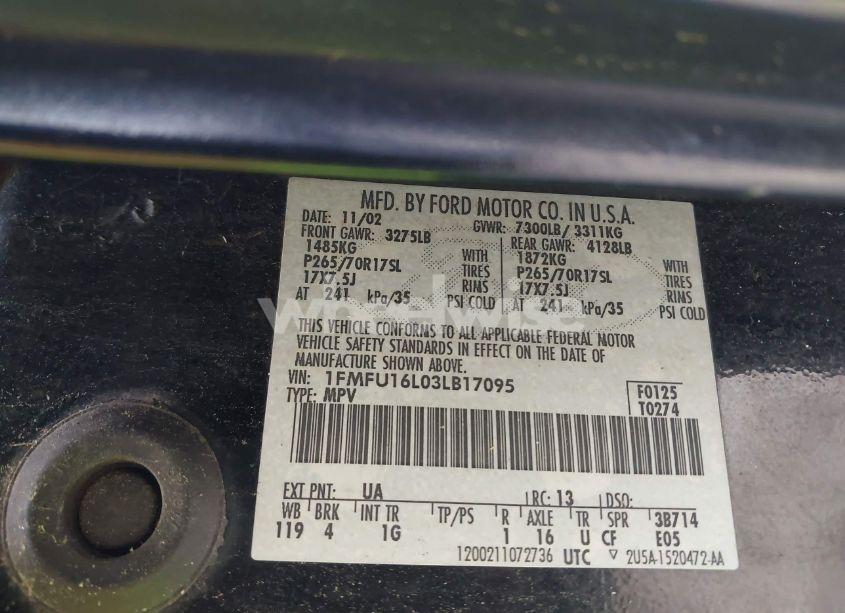 MFD. BY FORD MOTOR CO. IN U.S.A.
DATE: 11/02 GVWR: 7300LB/ 3311KG
FRONT GAWR: 3275LB REAR GAWR: 4128LB
1485KG WITH 1872KG WITH
P265/70R17SL TIRES P265/70R17SL TIRES
17X7.5J RIMS 17X7.5J RIMS
AT 241 kPa/35 PSI COLD AT 241 kPa/35 PSI COLD
wheelwise
THIS VEHICLE CONFORMS TO ALL APPLICABLE FEDERAL MOTOR
VEHICLE SAFETY STANDARDS IN EFFECT ON THE DATE OF
MANUFACTURE SHOWN ABOVE.
VIN: 1FMFU16L03LB17095
TYPE: MPV
F0125
T0274
EXT PNT: UA RC: 13 DSO:
WB BRK INT TR TP/PS R AXLE TR SPR 3B714
119 4 1G 1 16 U CF E05
1200211072736 UTC ▽ 2U5A-1520472-AA